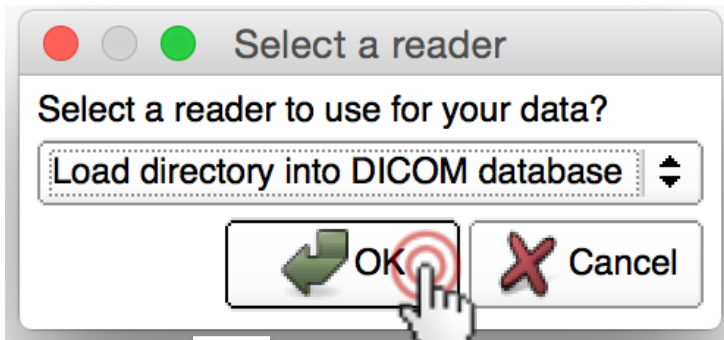 Select a reader
Select a reader to use for your data?
Load directory into DICOM database
OK
Cancel